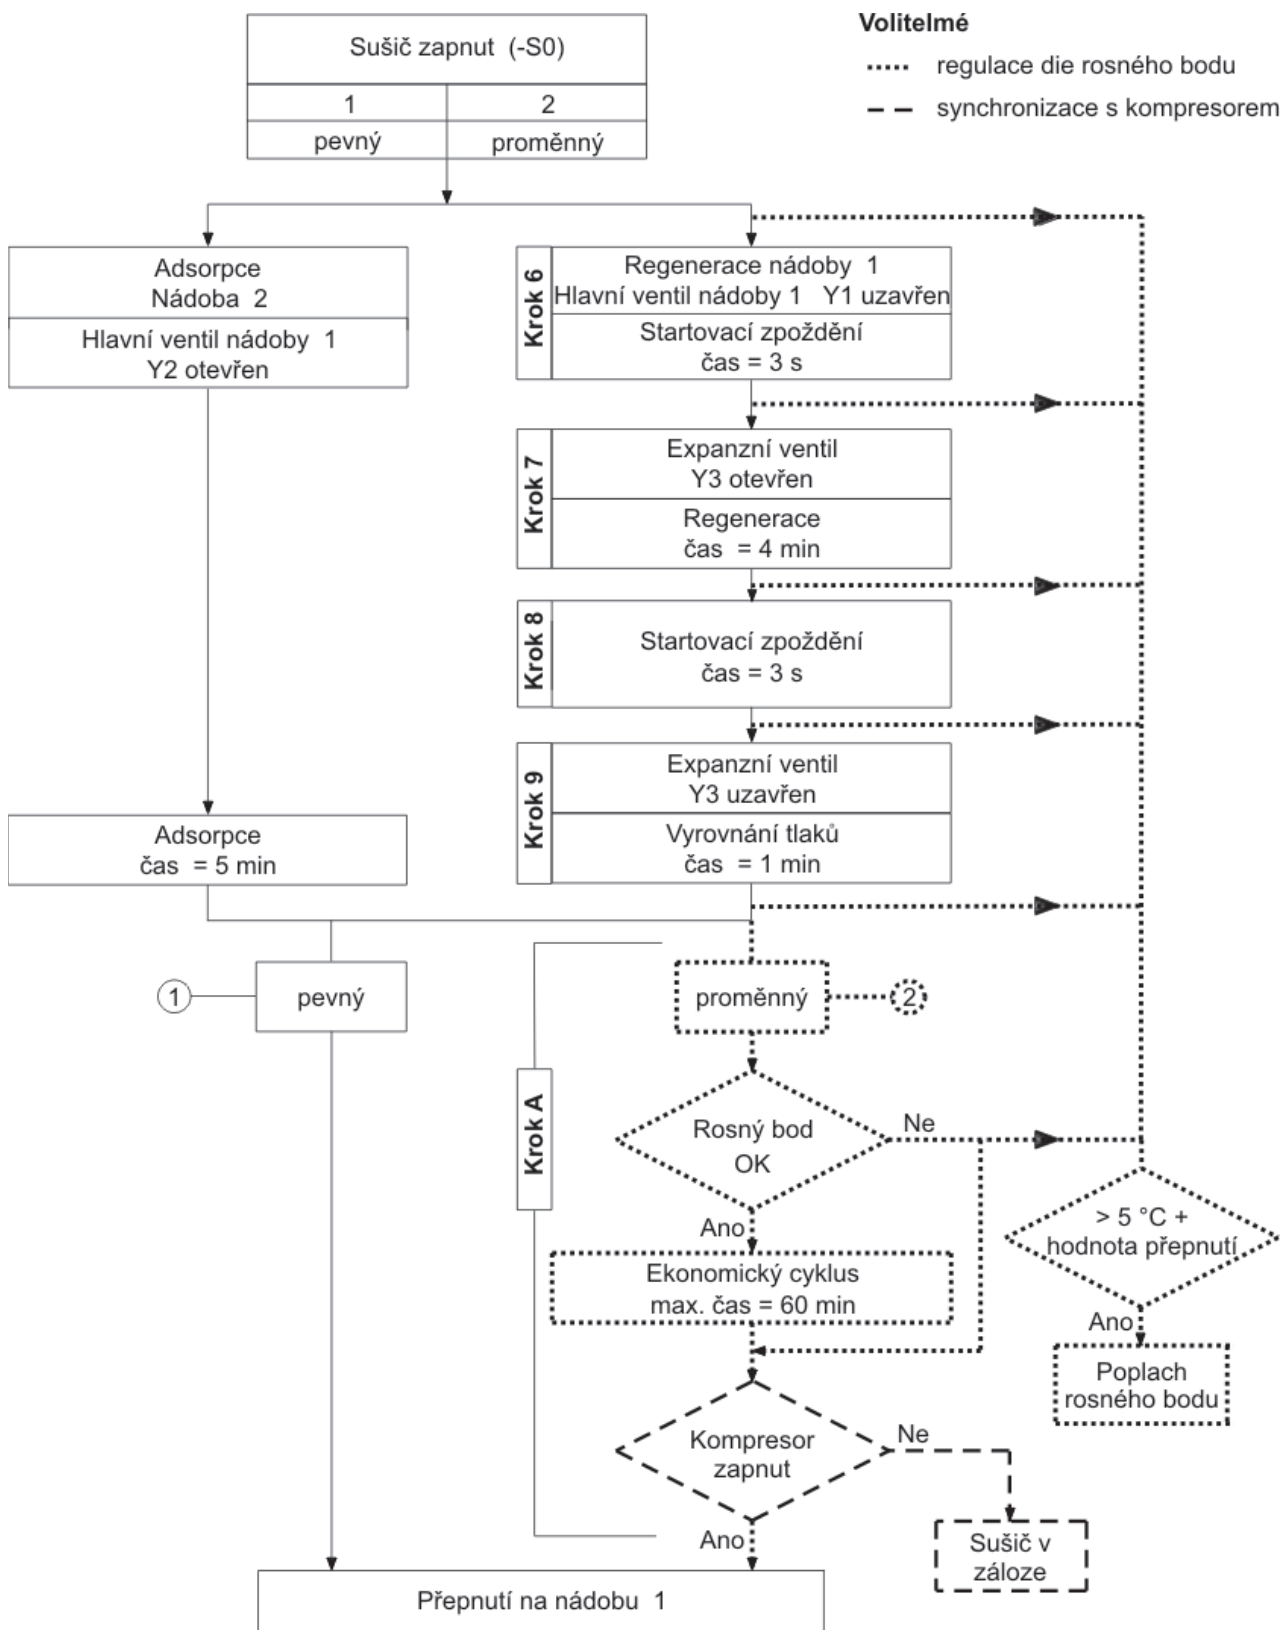 Sušič zapnut (-S0)
1
2
pevný
proměnný
Volitelmé
regulace die rosného bodu
synchronizace s kompresorem
Adsorpce
Nádoba 2
Hlavní ventil nádoby 1
Y2 otevřen
Krok 6
Regenerace nádoby 1
Hlavní ventil nádoby 1 Y1 uzavřen
Startovací zpoždění
čas = 3 s
Krok 7
Expanzní ventil
Y3 otevřen
Regenerace
čas = 4 min
Krok 8
Startovací zpoždění
čas = 3 s
Krok 9
Expanzní ventil
Y3 uzavřen
Vyrovnání tlaků
čas = 1 min
Adsorpce
čas = 5 min
1
pevný
proměnný
2
Krok A
Rosný bod
OK
Ne
Ano
> 5 °C +
hodnota přepnutí
Ekonomický cyklus
max. čas = 60 min
Ano
Poplach
rosného bodu
Kompresor
zapnut
Ne
Ano
Sušič v
záloze
Přepnutí na nádobu 1